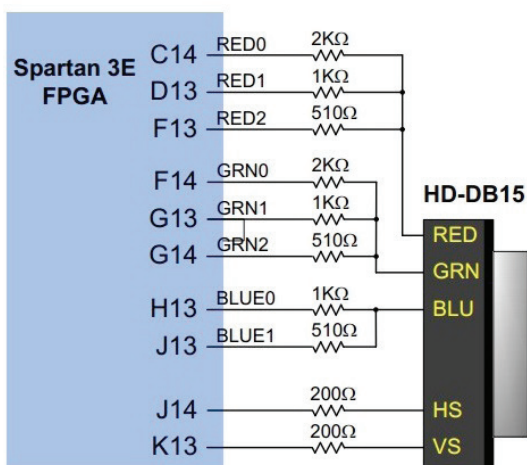 Spartan 3E
FPGA
C14 RED0 2KΩ
D13 RED1 1KΩ
F13 RED2 510Ω
F14 GRN0 2KΩ
G13 GRN1 1KΩ
G14 GRN2 510Ω
H13 BLUE0 1KΩ
J13 BLUE1 510Ω
J14 200Ω
K13 200Ω
HD-DB15
RED
GRN
BLU
HS
VS